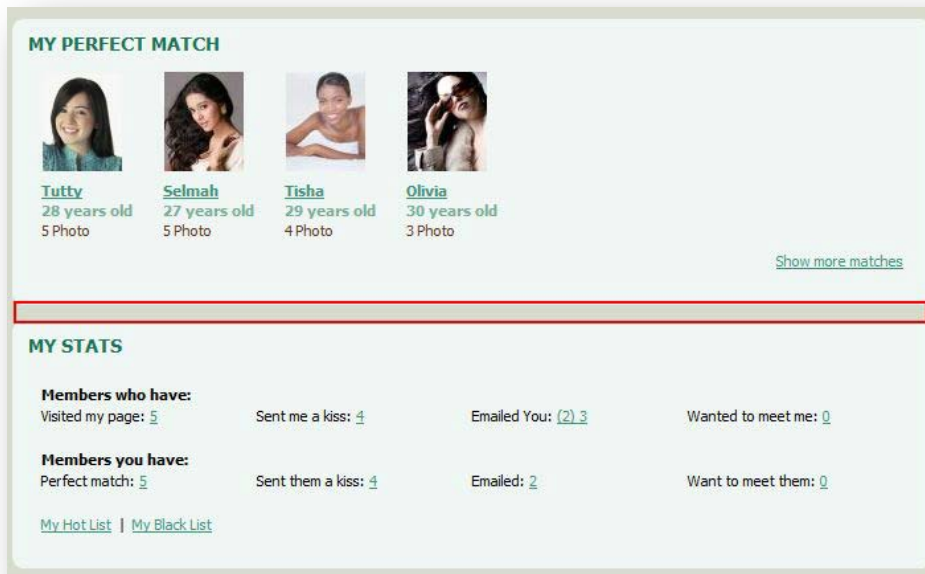 MY PERFECT MATCH
Tutty Selmah Tisha Olivia
28 years old 27 years old 29 years old 30 years old
5 Photo 5 Photo 4 Photo 3 Photo
Show more matches
MY STATS
Members who have:
Visited my page: 5 Sent me a kiss: 4 Emailed You: (2) 3 Wanted to meet me: 0
Members you have:
Perfect match: 5 Sent them a kiss: 4 Emailed: 2 Want to meet them: 0
My Hot List | My Black List